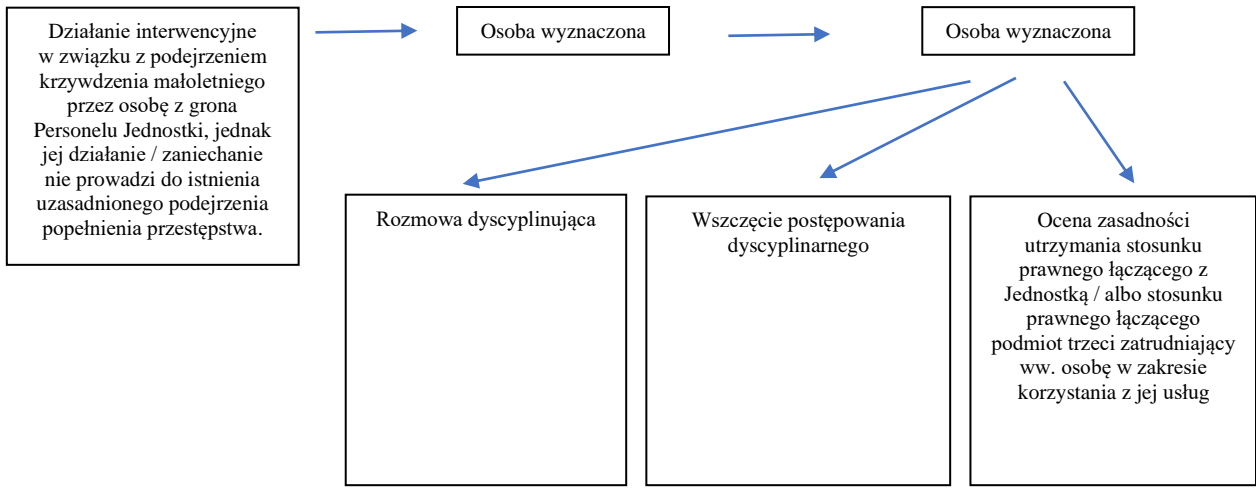 Działanie interwencyjne
w związku z podejrzeniem
krzywdzenia małoletniego
przez osobę z grona
Personelu Jednostki, jednak
jej działanie / zaniechanie
nie prowadzi do istnienia
uzasadnionego podejrzenia
popełnienia przestępstwa.
Osoba wyznaczona
Osoba wyznaczona
Rozmowa dyscyplinująca
Wszczęcie postępowania
dyscyplinarnego
Ocena zasadności
utrzymania stosunku
prawnego łączącego z
Jednostką / albo stosunku
prawnego łączącego
podmiot trzeci zatrudniający
ww. osobę w zakresie
korzystania z jej usług